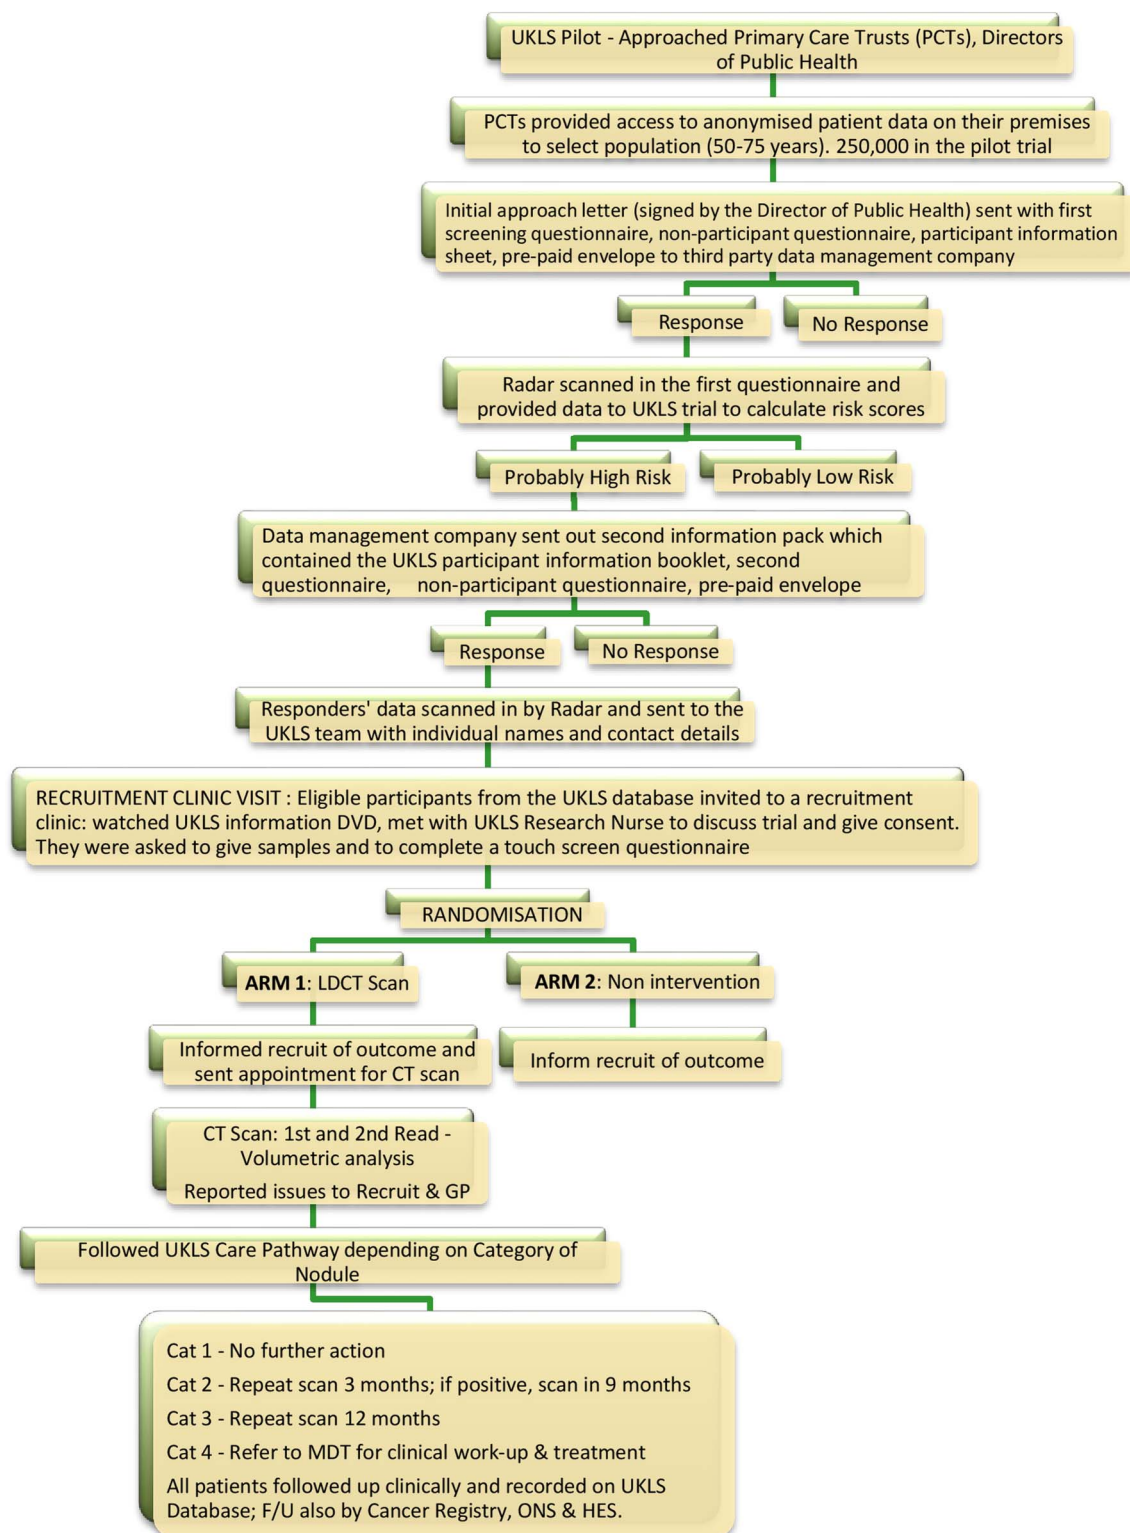 UKLS Pilot - Approached Primary Care Trusts (PCTs), Directors
of Public Health
PCTs provided access to anonymised patient data on their premises
to select population (50-75 years). 250,000 in the pilot trial
Initial approach letter (signed by the Director of Public Health) sent with first
screening questionnaire, non-participant questionnaire, participant information
sheet, pre-paid envelope to third party data management company
Response
No Response
Radar scanned in the first questionnaire and
provided data to UKLS trial to calculate risk scores
Probably High Risk
Probably Low Risk
Data management company sent out second information pack which
contained the UKLS participant information booklet, second
questionnaire, non-participant questionnaire, pre-paid envelope
Response
No Response
Responders' data scanned in by Radar and sent to the
UKLS team with individual names and contact details
RECRUITMENT CLINIC VISIT : Eligible participants from the UKLS database invited to a recruitment
clinic: watched UKLS information DVD, met with UKLS Research Nurse to discuss trial and give consent.
They were asked to give samples and to complete a touch screen questionnaire
RANDOMISATION
ARM 1: LDCT Scan
ARM 2: Non intervention
Informed recruit of outcome and
sent appointment for CT scan
Inform recruit of outcome
CT Scan: 1st and 2nd Read -
Volumetric analysis
Reported issues to Recruit & GP
Followed UKLS Care Pathway depending on Category of
Nodule
Cat 1 - No further action
Cat 2 - Repeat scan 3 months; if positive, scan in 9 months
Cat 3 - Repeat scan 12 months
Cat 4 - Refer to MDT for clinical work-up & treatment
All patients followed up clinically and recorded on UKLS
Database; F/U also by Cancer Registry, ONS & HES.